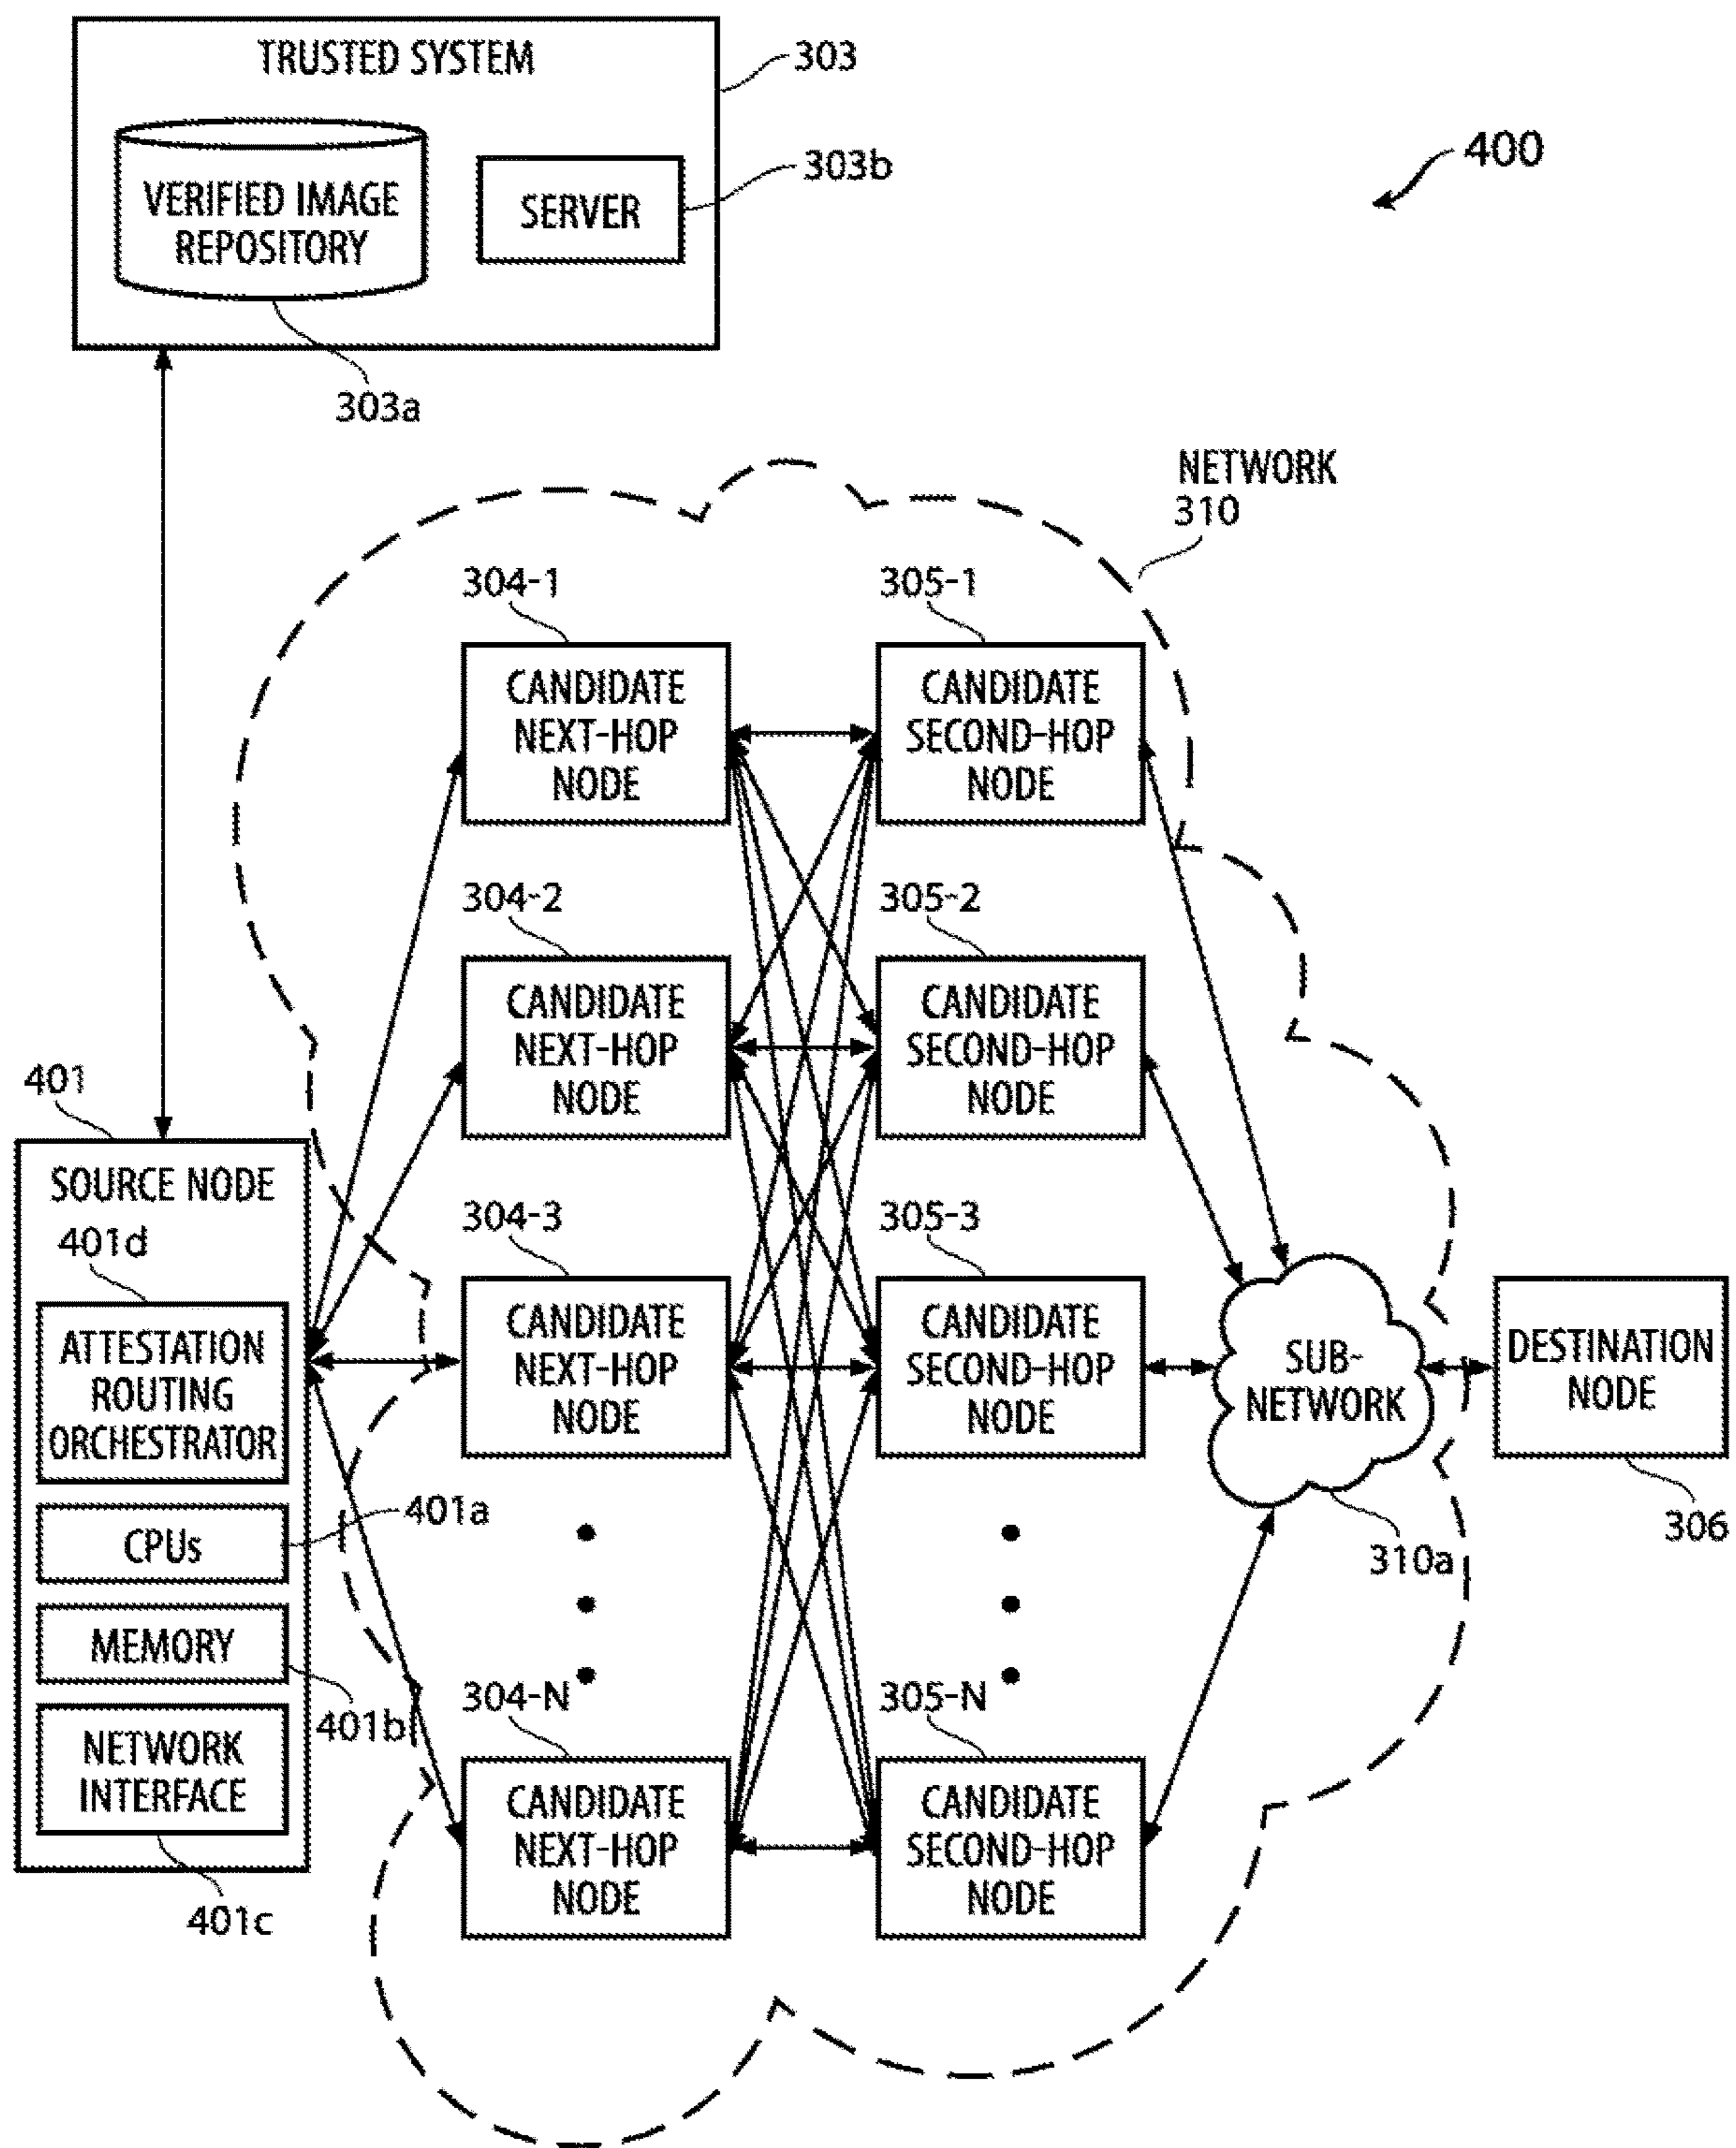 TRUSTED SYSTEM
303
VERIFIED IMAGE
REPOSITORY
SERVER
303b
303a
400
NETWORK
310
304-1
CANDIDATE
NEXT-HOP
NODE
305-1
CANDIDATE
SECOND-HOP
NODE
304-2
CANDIDATE
NEXT-HOP
NODE
305-2
CANDIDATE
SECOND-HOP
NODE
401
SOURCE NODE
401d
ATTESTATION
ROUTING
ORCHESTRATOR
CPUs
401a
MEMORY
401b
NETWORK
INTERFACE
401c
304-3
CANDIDATE
NEXT-HOP
NODE
305-3
CANDIDATE
SECOND-HOP
NODE
SUB-
NETWORK
310a
DESTINATION
NODE
306
304-N
CANDIDATE
NEXT-HOP
NODE
305-N
CANDIDATE
SECOND-HOP
NODE